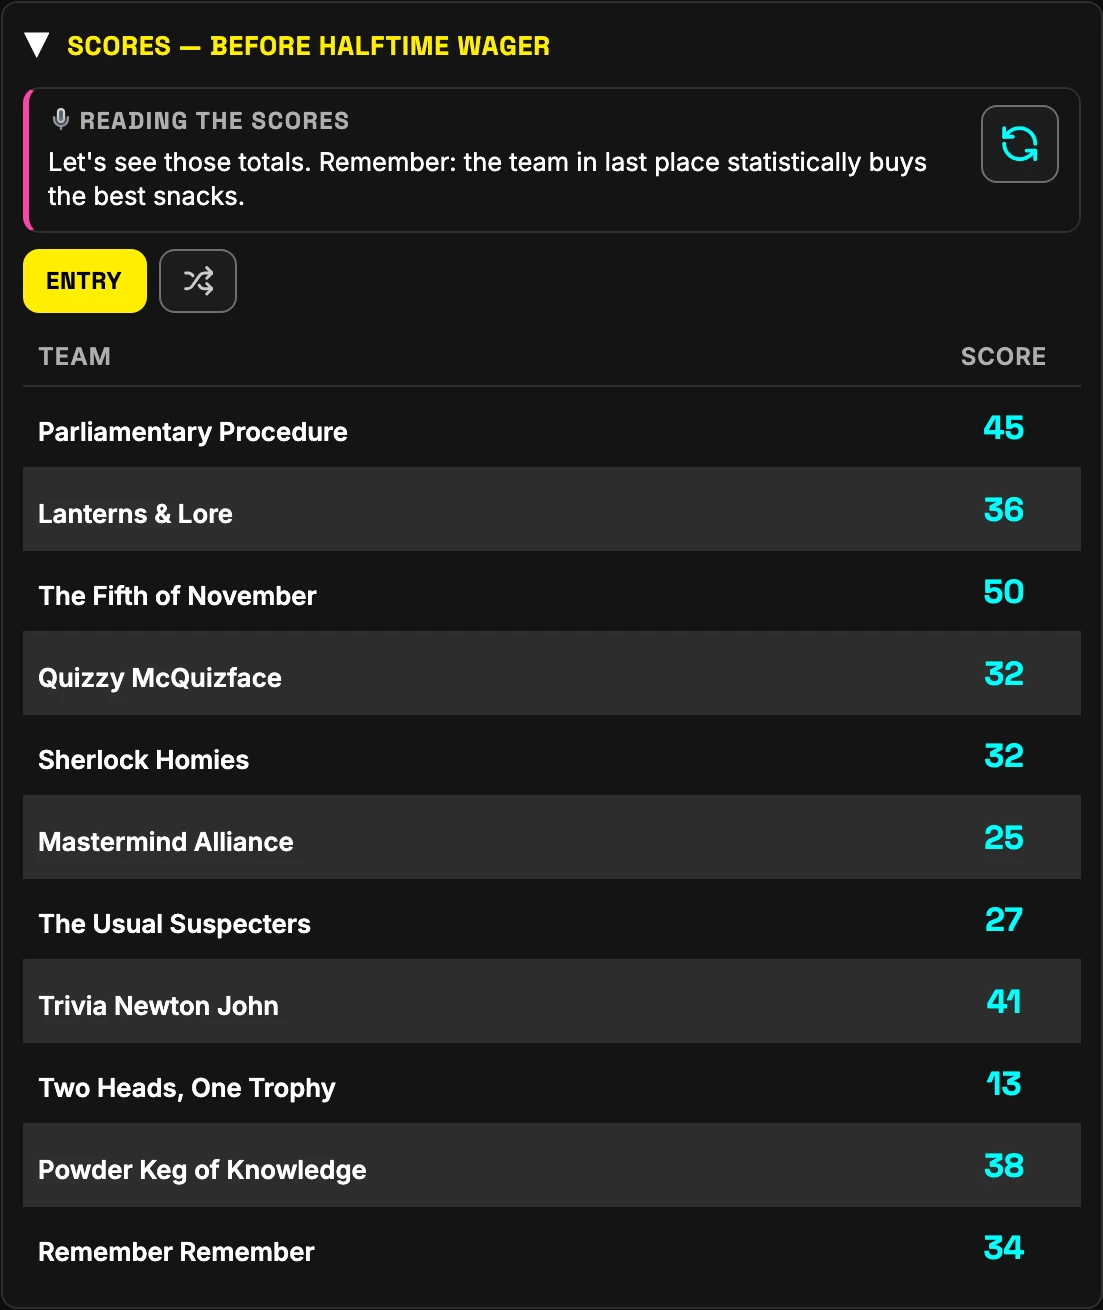 SCORES — BEFORE HALFTIME WAGER
READING THE SCORES
Let's see those totals. Remember: the team in last place statistically buys
the best snacks.
ENTRY
TEAM SCORE
Parliamentary Procedure 45
Lanterns & Lore 36
The Fifth of November 50
Quizzy McQuizface 32
Sherlock Homies 32
Mastermind Alliance 25
The Usual Suspecters 27
Trivia Newton John 41
Two Heads, One Trophy 13
Powder Keg of Knowledge 38
Remember Remember 34